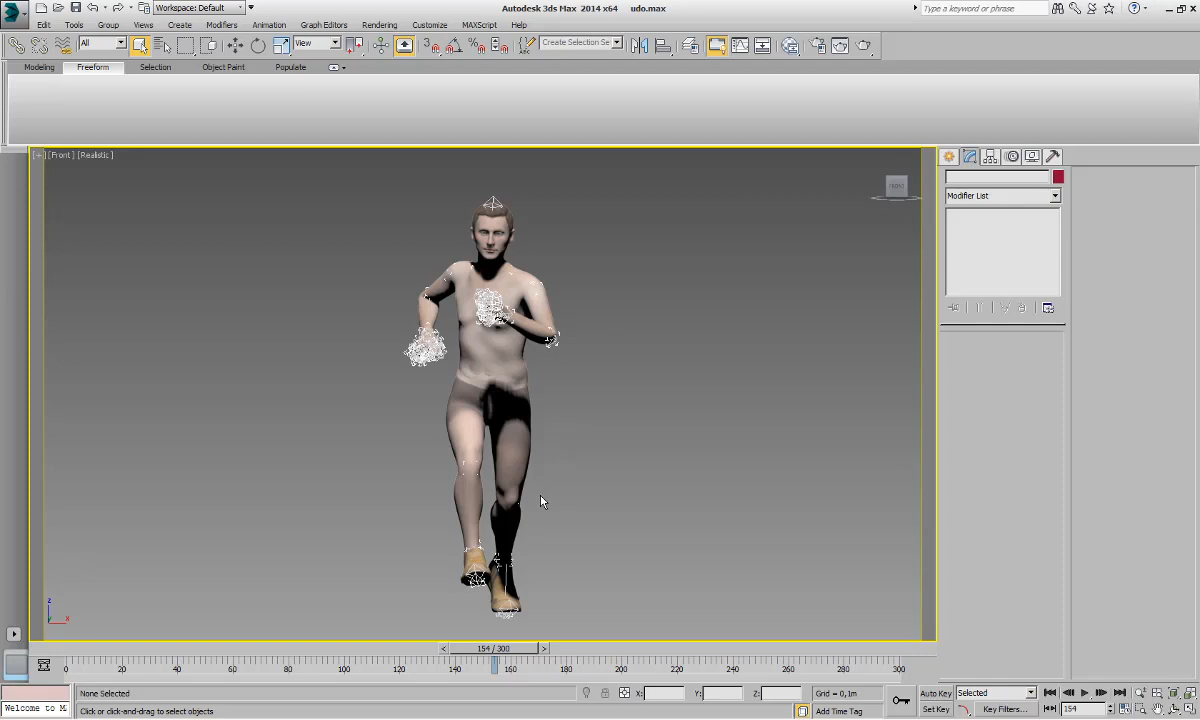 Workspace: Default
Autodesk 3ds Max 2014 x64 udo.max
Type a keyword or phrase
Edit Tools Group Views Create Modifiers Animation Graph Editors Rendering Customize MAXScript Help
All
View
3
Create Selection Se
Modeling Freeform Selection Object Paint Populate
[+] [Front] [Realistic]
FRONT
Modifier List
z
x
154 / 300
0 20 40 60 80 100 120 140 160 180 200 220 240 260 280 300
None Selected
X: Y: Z:
Grid = 0,1m
Auto Key Selected
Welcome to M
Click or click-and-drag to select objects
Add Time Tag
Set Key Key Filters...
154